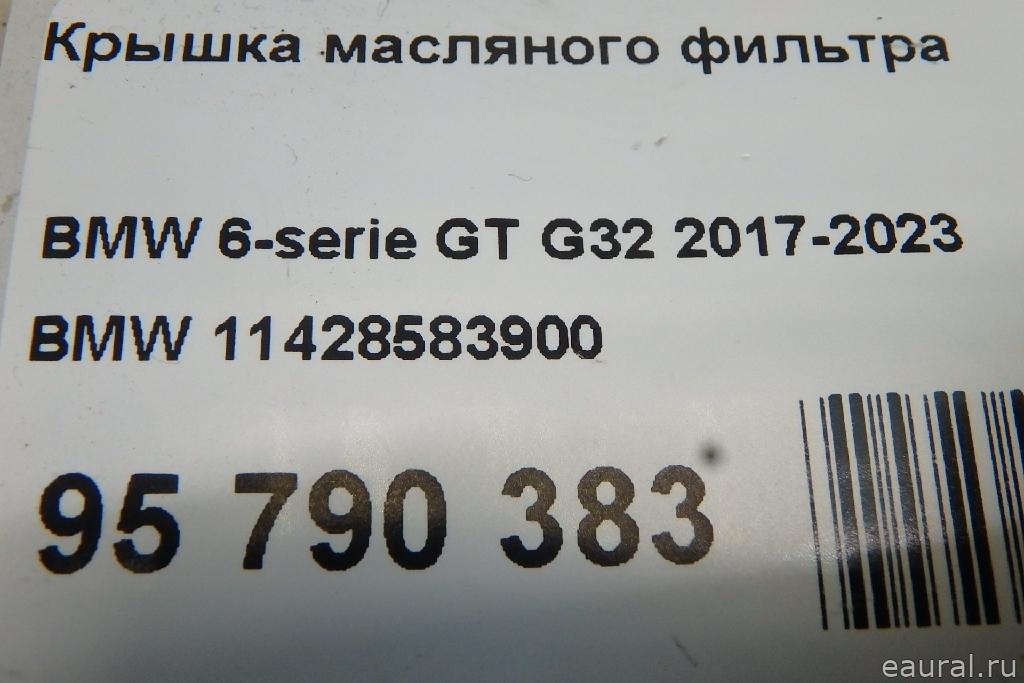 Крышка масляного фильтра
BMW 6-serie GT G32 2017-2023
BMW 11428583900
95 790 383
eaural.ru